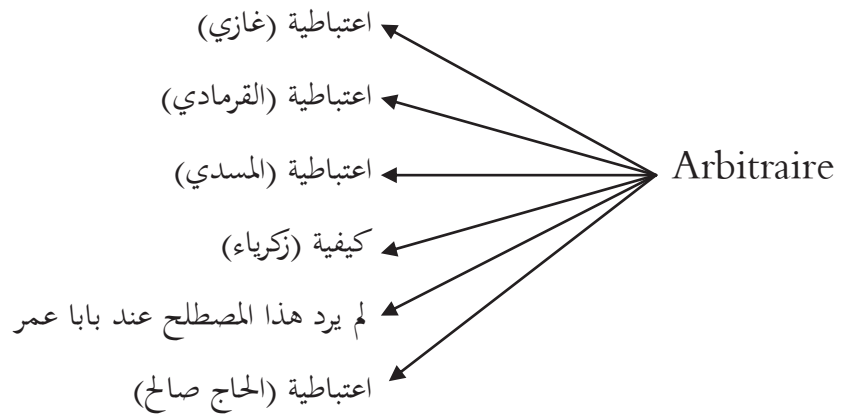 اعتباطية (غازي)
اعتباطية (القرمادي)
اعتباطية (المسدي)
Arbitraire
كيفية (زكرياء)
لم يرد هذا المصطلح عند بابا عمر
اعتباطية (الحاج صالح)